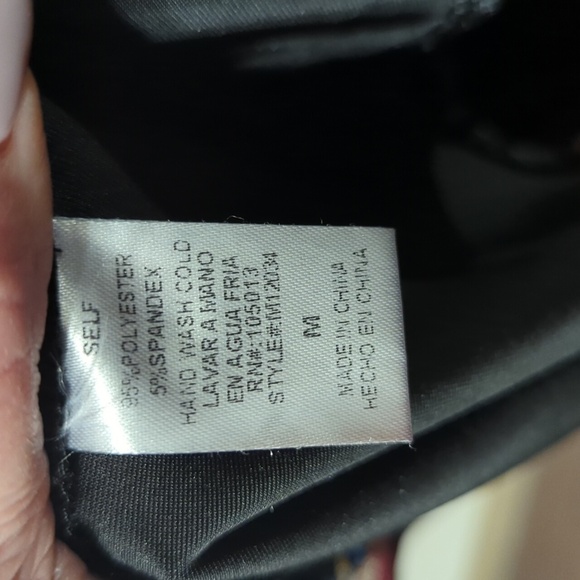 SELF
95%POLYESTER
5%SPANDEX
HAND WASH COLD
LAVAR A MANO
EN AGUA FRIA
RN#:105013
STYLE#:M12034
M
MADE IN CHINA
HECHO EN CHINA